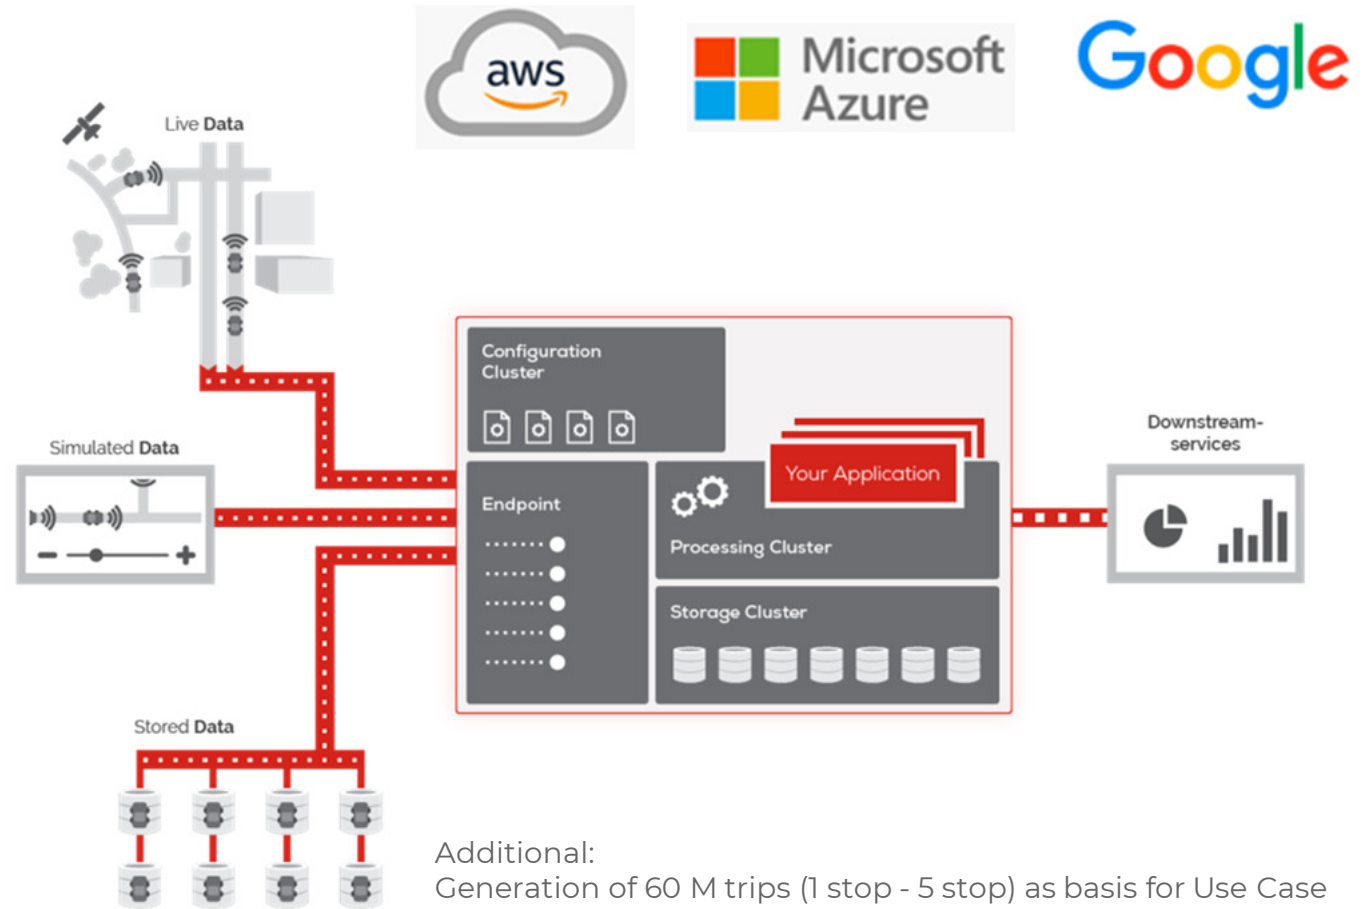 aws
Microsoft
Azure
Google
Live Data
Configuration
Cluster
Simulated Data
Your Application
Downstream-
services
Endpoint
Processing Cluster
Storage Cluster
Stored Data
Additional:
Generation of 60 M trips (1 stop - 5 stop) as basis for Use Case